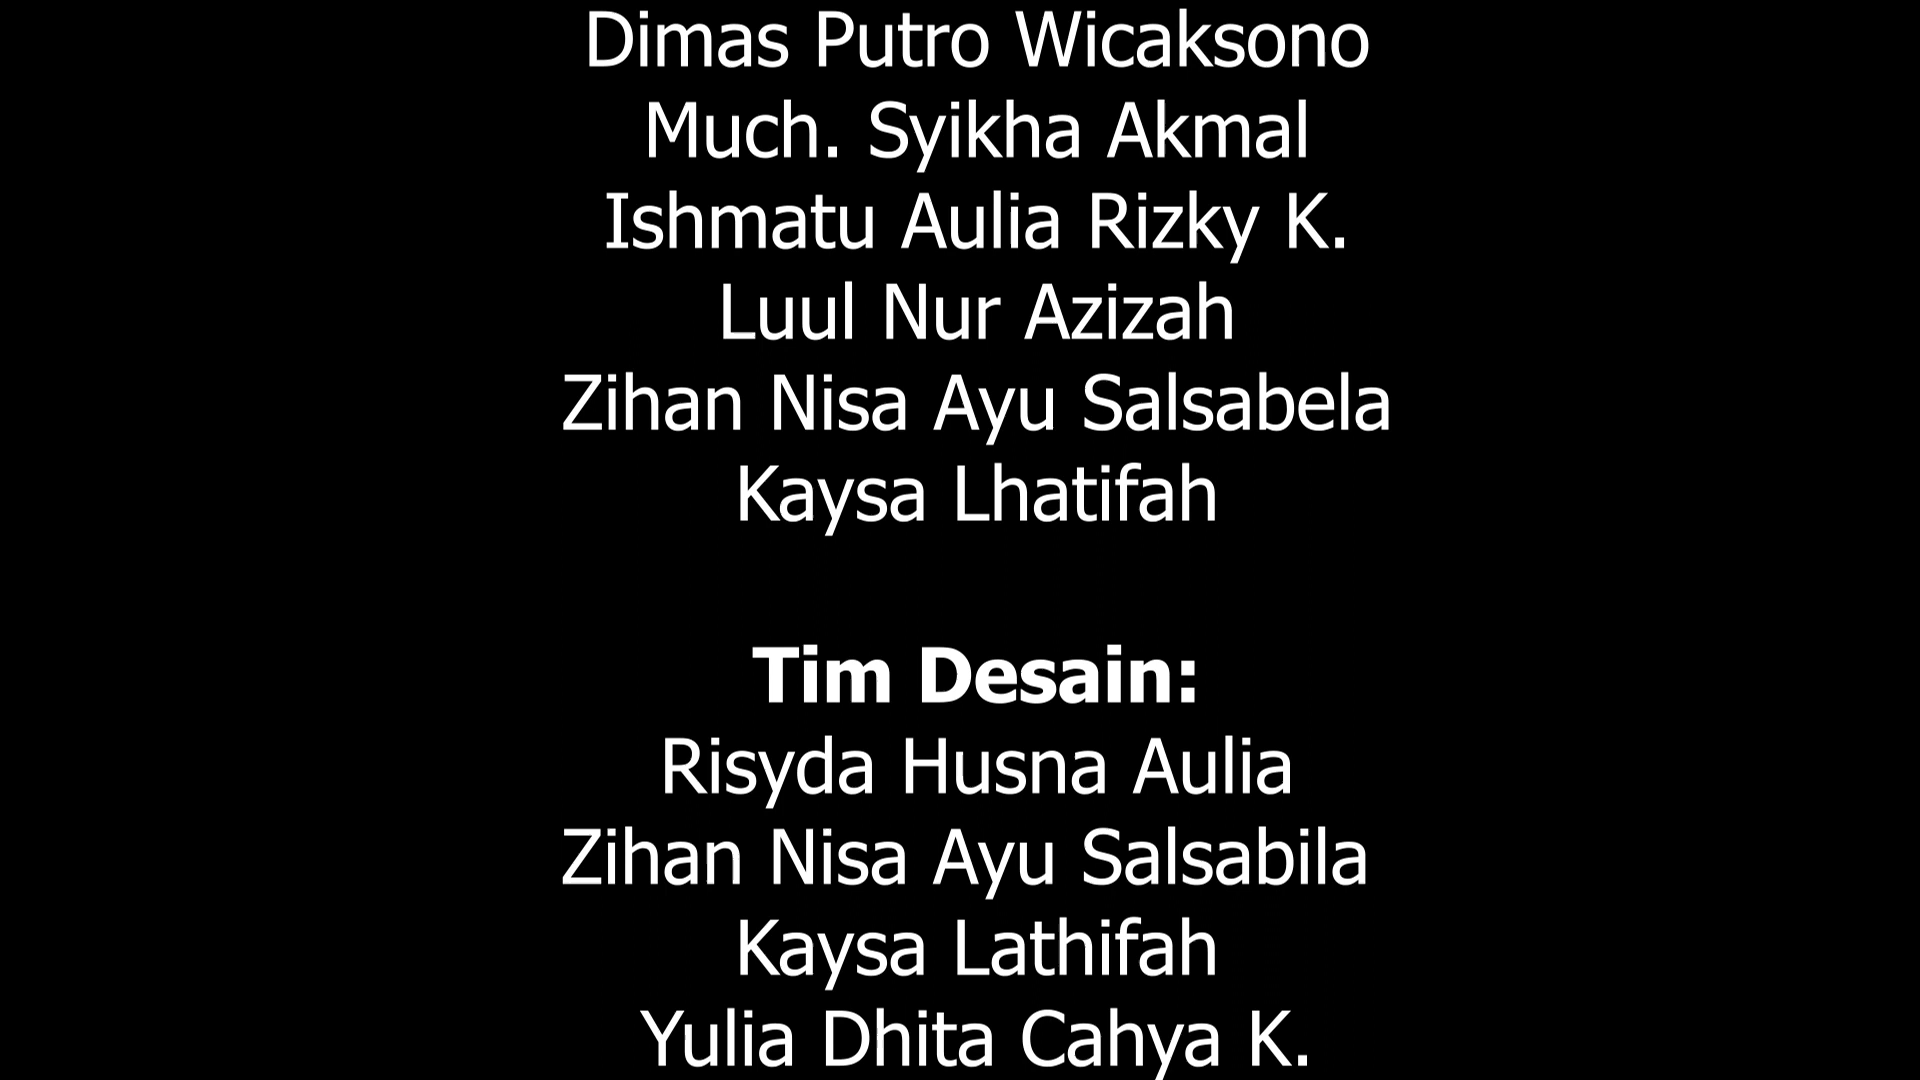 Dimas Putro Wicaksono
Much. Syikha Akmal
Ishmatu Aulia Rizky K.
Luul Nur Azizah
Zihan Nisa Ayu Salsabela
Kaysa Lhatifah
Tim Desain:
Risyda Husna Aulia
Zihan Nisa Ayu Salsabila
Kaysa Lathifah
Yulia Dhita Cahya K.